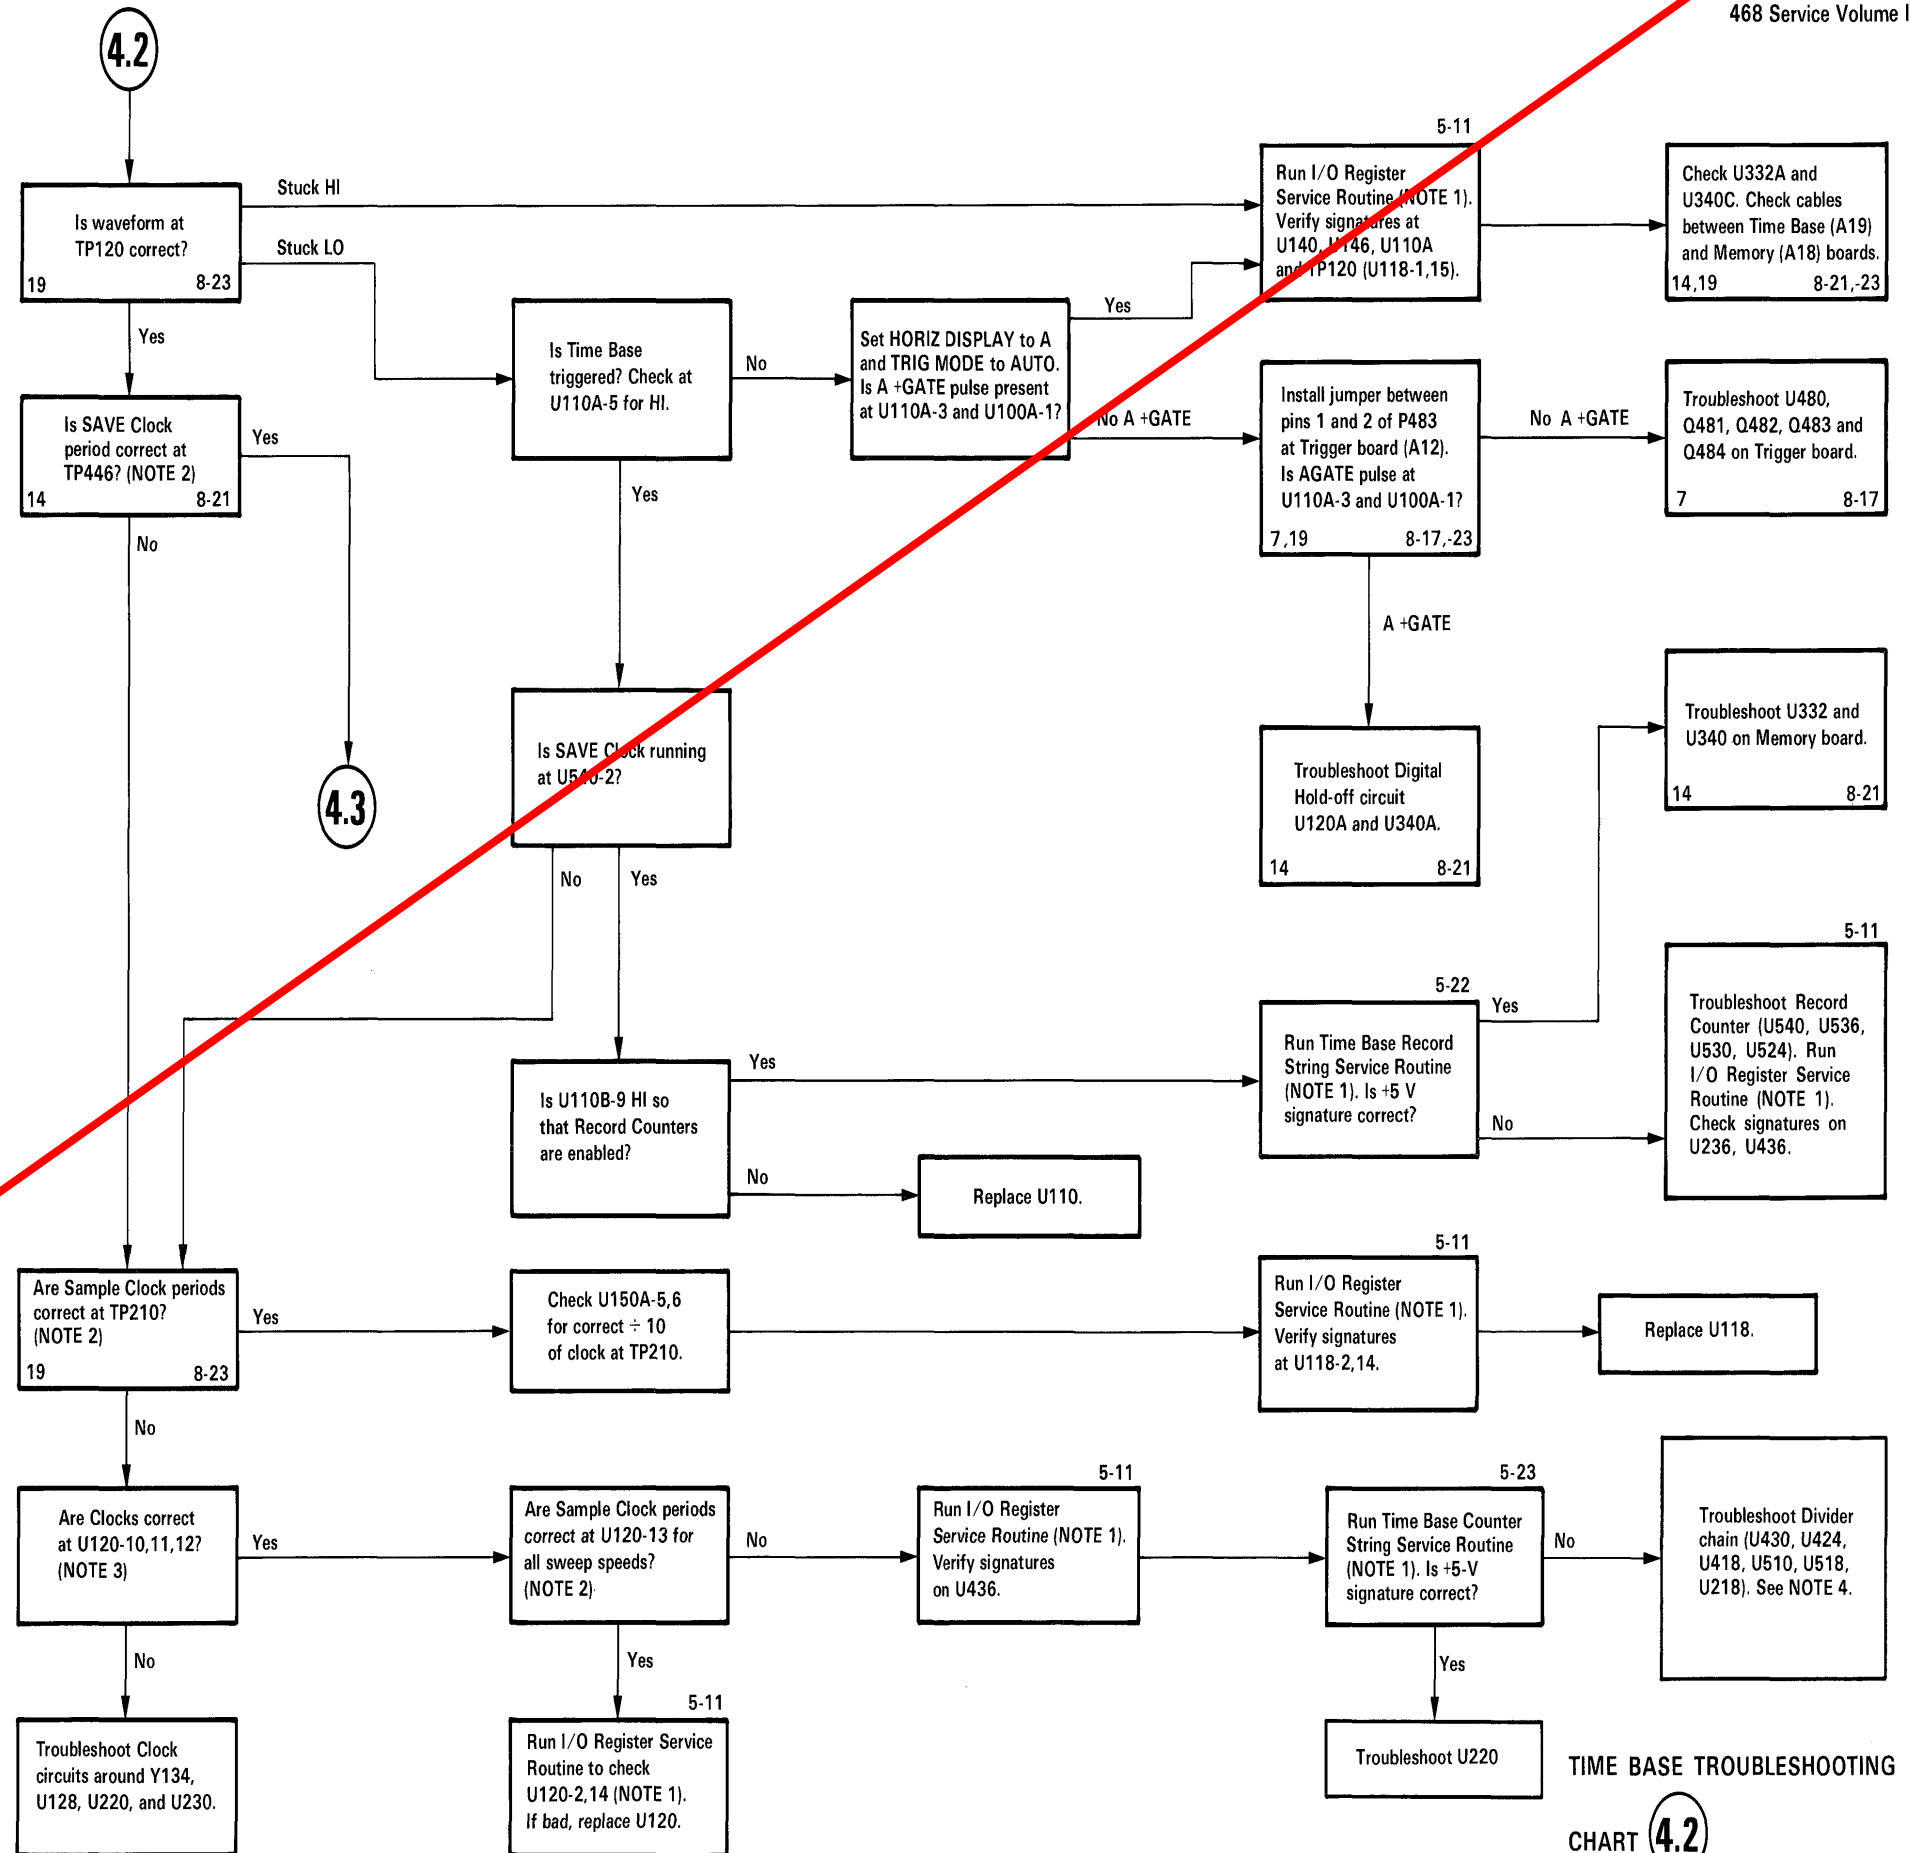 468 Service Volume I
4.2
Is waveform at
TP120 correct?
19 8-23
Stuck HI
Stuck LO
Yes
5-11
Run I/O Register
Service Routine (NOTE 1).
Verify signatures at
U140, U146, U110A
and TP120 (U118-1,15).
Check U332A and
U340C. Check cables
between Time Base (A19)
and Memory (A18) boards.
14,19 8-21,-23
Is Time Base
triggered? Check at
U110A-5 for HI.
No
Yes
Set HORIZ DISPLAY to A
and TRIG MODE to AUTO.
Is A +GATE pulse present
at U110A-3 and U100A-1?
Yes
No A +GATE
Install jumper between
pins 1 and 2 of P483
at Trigger board (A12).
Is AGATE pulse at
U110A-3 and U100A-1?
7,19 8-17,-23
No A +GATE
A +GATE
Troubleshoot U480,
Q481, Q482, Q483 and
Q484 on Trigger board.
7 8-17
Is SAVE Clock
period correct at
TP446? (NOTE 2)
14 8-21
Yes
No
4.3
Is SAVE Clock running
at U540-2?
No
Yes
Troubleshoot Digital
Hold-off circuit
U120A and U340A.
14 8-21
Troubleshoot U332 and
U340 on Memory board.
14 8-21
Is U110B-9 HI so
that Record Counters
are enabled?
Yes
No
Replace U110.
5-22
Run Time Base Record
String Service Routine
(NOTE 1). Is +5 V
signature correct?
Yes
No
5-11
Troubleshoot Record
Counter (U540, U536,
U530, U524). Run
I/O Register Service
Routine (NOTE 1).
Check signatures on
U236, U436.
Are Sample Clock periods
correct at TP210?
(NOTE 2)
19 8-23
Yes
No
Check U150A-5,6
for correct ÷ 10
of clock at TP210.
5-11
Run I/O Register
Service Routine (NOTE 1).
Verify signatures
at U118-2,14.
Replace U118.
Are Clocks correct
at U120-10,11,12?
(NOTE 3)
Yes
No
Are Sample Clock periods
correct at U120-13 for
all sweep speeds?
(NOTE 2)
No
Yes
5-11
Run I/O Register
Service Routine (NOTE 1).
Verify signatures
on U436.
5-23
Run Time Base Counter
String Service Routine
(NOTE 1). Is +5-V
signature correct?
No
Yes
Troubleshoot Divider
chain (U430, U424,
U418, U510, U518,
U218). See NOTE 4.
Troubleshoot Clock
circuits around Y134,
U128, U220, and U230.
5-11
Run I/O Register Service
Routine to check
U120-2,14 (NOTE 1).
If bad, replace U120.
Troubleshoot U220
TIME BASE TROUBLESHOOTING
CHART 4.2